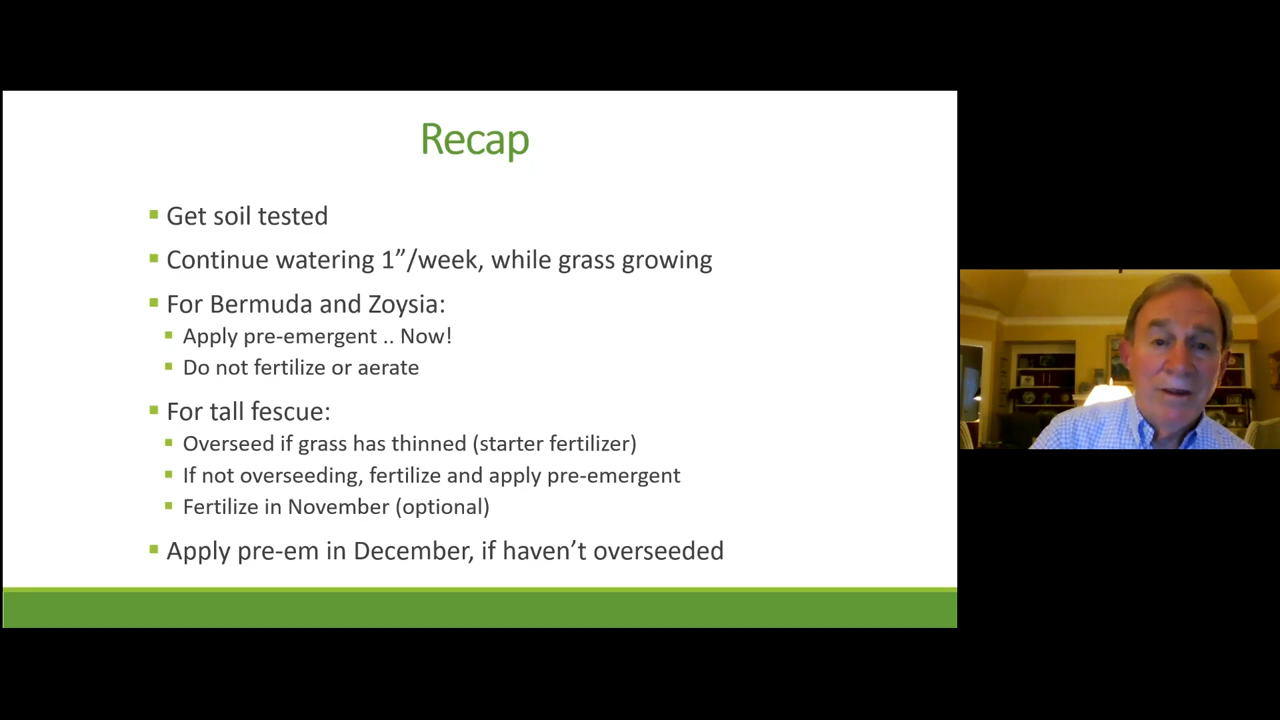 Recap
Get soil tested
Continue watering 1”/week, while grass growing
For Bermuda and Zoysia:
Apply pre-emergent .. Now!
Do not fertilize or aerate
For tall fescue:
Overseed if grass has thinned (starter fertilizer)
If not overseeding, fertilize and apply pre-emergent
Fertilize in November (optional)
Apply pre-em in December, if haven’t overseeded